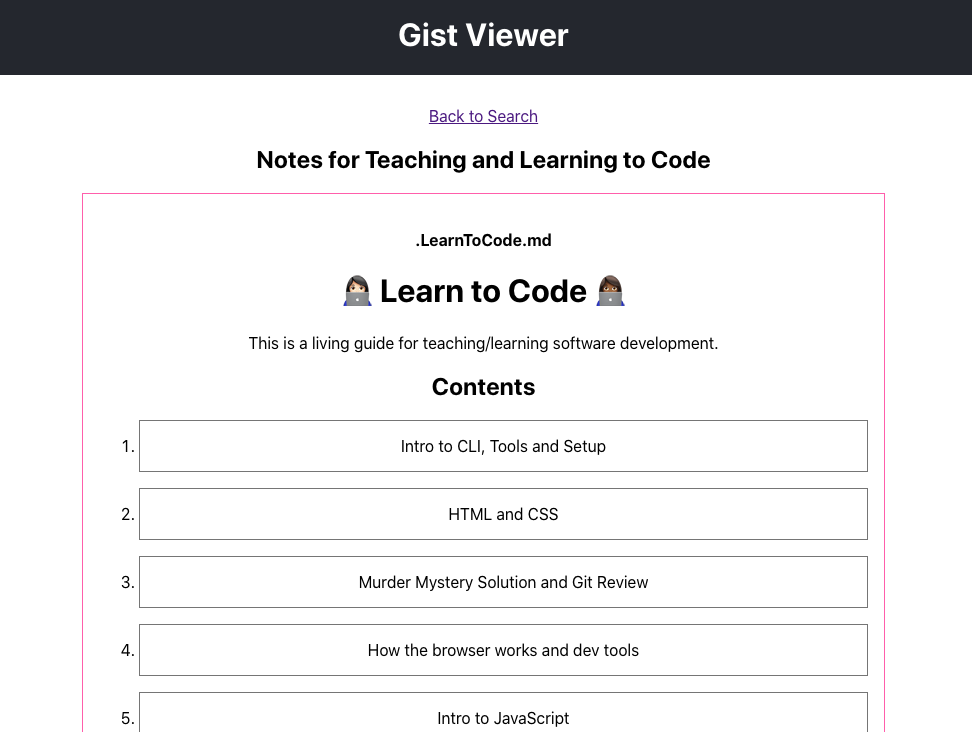 Gist Viewer
Back to Search
Notes for Teaching and Learning to Code
.LearnToCode.md
👩🏻‍💻 Learn to Code 👩🏾‍💻
This is a living guide for teaching/learning software development.
Contents
1. Intro to CLI, Tools and Setup
2. HTML and CSS
3. Murder Mystery Solution and Git Review
4. How the browser works and dev tools
5. Intro to JavaScript